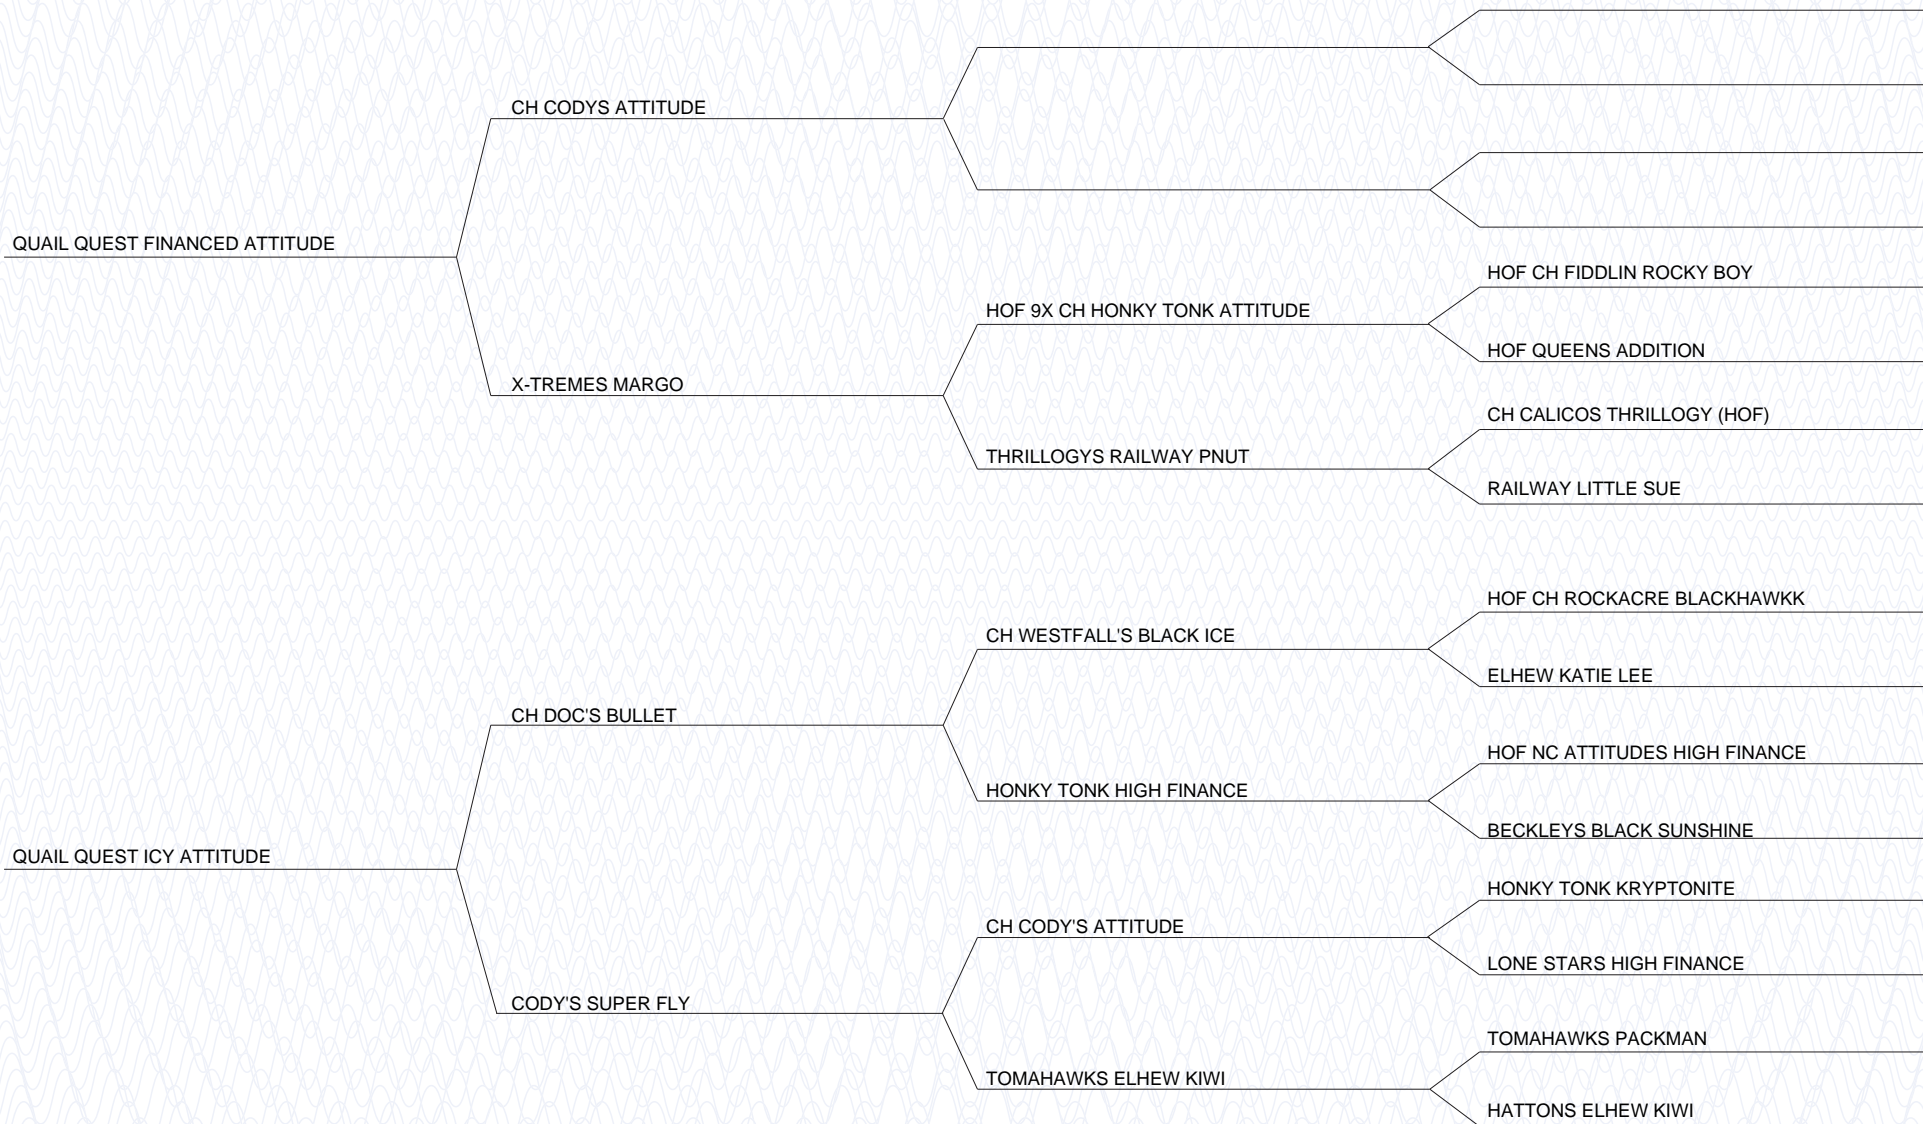 CH CODYS ATTITUDE
QUAIL QUEST FINANCED ATTITUDE
HOF CH FIDDLIN ROCKY BOY
HOF 9X CH HONKY TONK ATTITUDE
HOF QUEENS ADDITION
X-TREMES MARGO
CH CALICOS THRILLOGY (HOF)
THRILLOGYS RAILWAY PNUT
RAILWAY LITTLE SUE
HOF CH ROCKACRE BLACKHAWKK
CH WESTFALL'S BLACK ICE
ELHEW KATIE LEE
CH DOC'S BULLET
HOF NC ATTITUDES HIGH FINANCE
HONKY TONK HIGH FINANCE
BECKLEYS BLACK SUNSHINE
QUAIL QUEST ICY ATTITUDE
HONKY TONK KRYPTONITE
CH CODY'S ATTITUDE
LONE STARS HIGH FINANCE
CODY'S SUPER FLY
TOMAHAWKS PACKMAN
TOMAHAWKS ELHEW KIWI
HATTONS ELHEW KIWI